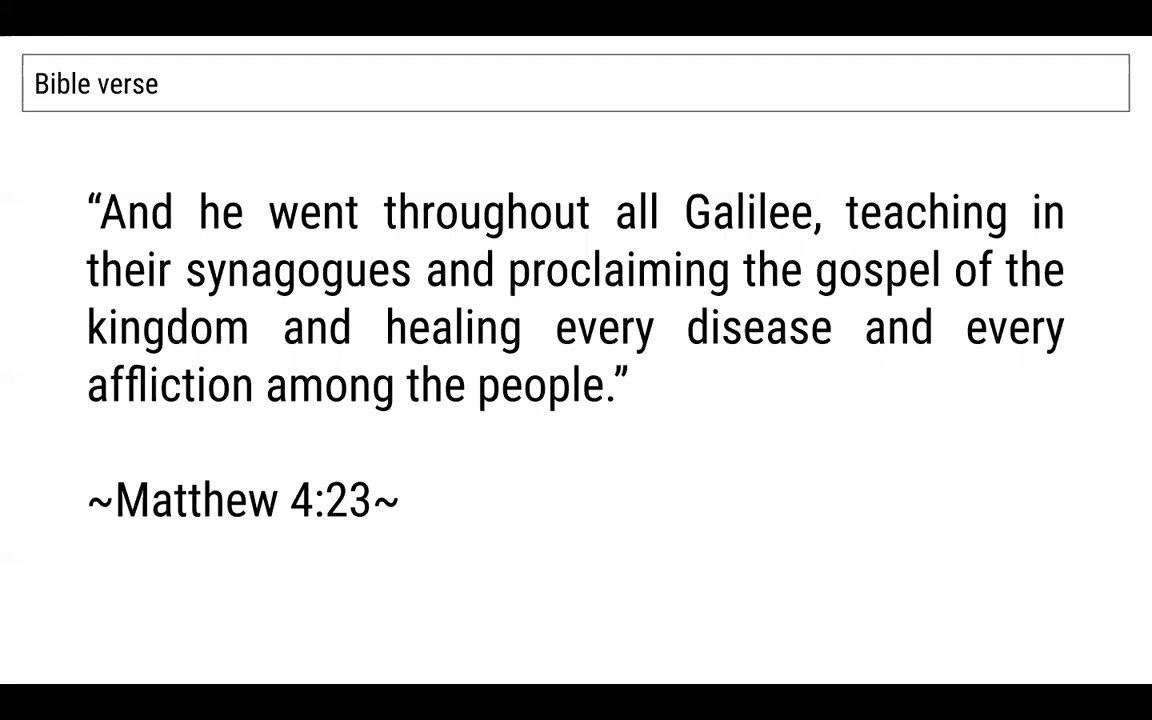 Bible verse
“And he went throughout all Galilee, teaching in
their synagogues and proclaiming the gospel of the
kingdom and healing every disease and every
affliction among the people.”
~Matthew 4:23~